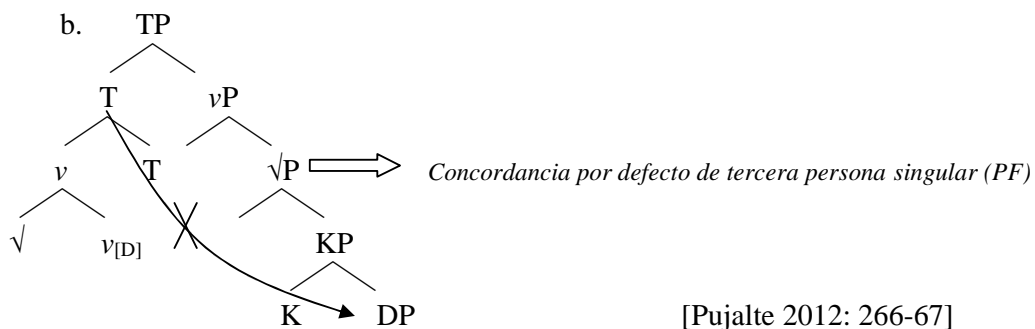 b. TP
T vP
v T √P Concordancia por defecto de tercera persona singular (PF)
√ v[D] KP
K DP [Pujalte 2012: 266-67]